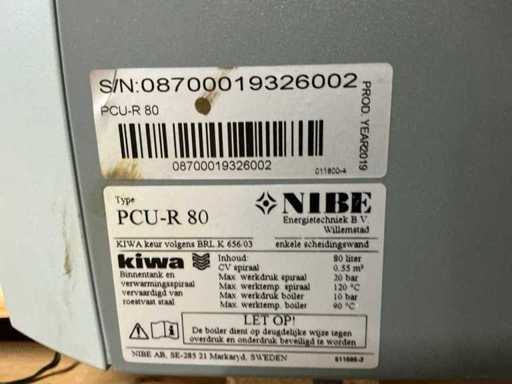 S/N:08700019326002
PCU-R 80
08700019326002
011800-4
PROD. YEAR2019
Type
PCU-R 80
NIBE
Energietechniek B.V.
Willemstad
KIWA keur volgens BRL K 656/03 enkele scheidingswand
kiwa
Binnentank en
verwarmingsspiraal
vervaardigd van
roestvast staal
Inhoud: 80 liter
CV spiraal 0.55 m²
Max. werkdruk spiraal 20 bar
Max. werktemp. spiraal 120 °C
Max. werkdruk boiler 10 bar
Max. werktemp. boiler 90 °C
LET OP!
De boiler dient op deugdelijke wijze tegen
overdruk en onderdruk beveiligd te worden
NIBE AB, SE-285 21 Markaryd, SWEDEN